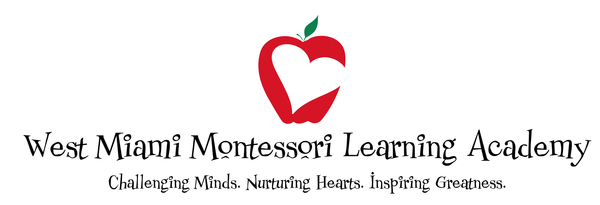 West Miami Montessori Learning Academy
Challenging Minds. Nurturing Hearts. Inspiring Greatness.